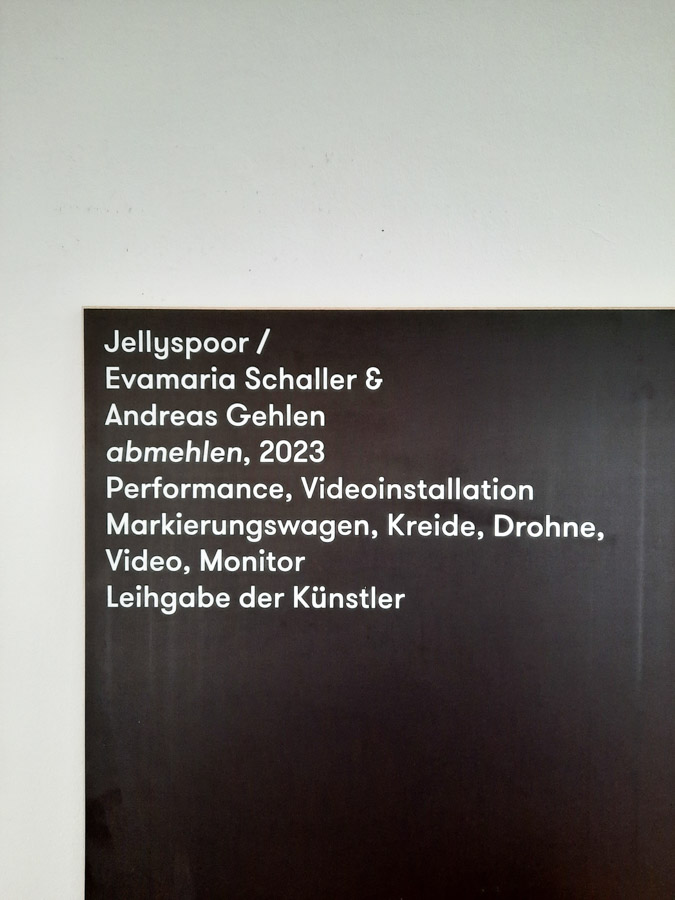 Jellyspoor /
Evamaria Schaller &
Andreas Gehlen
abmehlen, 2023
Performance, Videoinstallation
Markierungswagen, Kreide, Drohne,
Video, Monitor
Leihgabe der Künstler